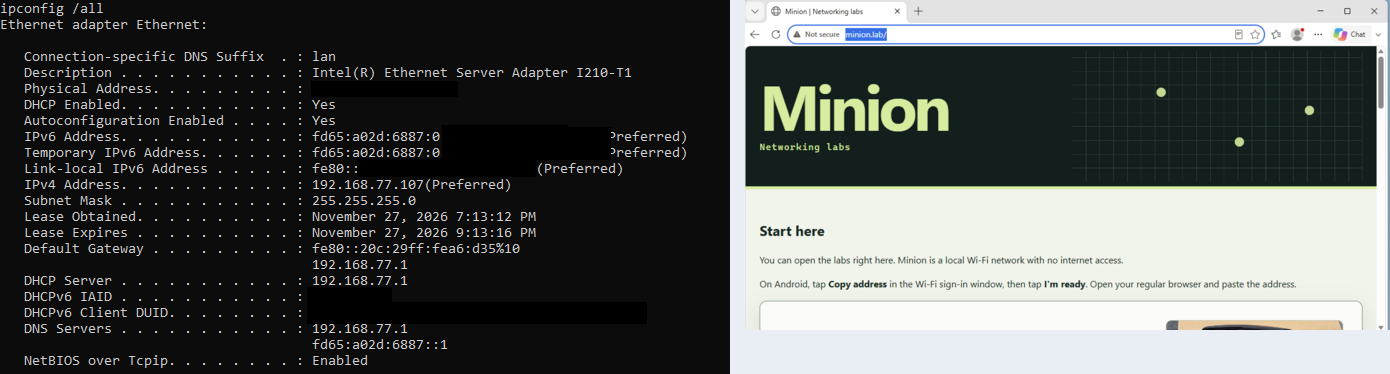 ipconfig /all
Ethernet adapter Ethernet:
Connection-specific DNS Suffix  . : lan
Description . . . . . . . . . . . : Intel(R) Ethernet Server Adapter I210-T1
Physical Address. . . . . . . . . :
DHCP Enabled. . . . . . . . . . . : Yes
Autoconfiguration Enabled . . . . : Yes
IPv6 Address. . . . . . . . . . . : fd65:a02d:6887:0 Preferred)
Temporary IPv6 Address. . . . . . : fd65:a02d:6887:0 Preferred)
Link-local IPv6 Address . . . . . : fe80:: (Preferred)
IPv4 Address. . . . . . . . . . . : 192.168.77.107(Preferred)
Subnet Mask . . . . . . . . . . . : 255.255.255.0
Lease Obtained. . . . . . . . . . : November 27, 2026 7:13:12 PM
Lease Expires . . . . . . . . . . : November 27, 2026 9:13:16 PM
Default Gateway . . . . . . . . . : fe80::20c:29ff:fea6:d35%10
192.168.77.1
DHCP Server . . . . . . . . . . . : 192.168.77.1
DHCPv6 IAID . . . . . . . . . . . :
DHCPv6 Client DUID. . . . . . . . :
DNS Servers . . . . . . . . . . . : 192.168.77.1
fd65:a02d:6887::1
NetBIOS over Tcpip. . . . . . . . : Enabled
Minion | Networking labs
Not secure minion.lab/
Chat
Minion
Networking labs
Start here
You can open the labs right here. Minion is a local Wi-Fi network with no internet access.
On Android, tap Copy address in the Wi-Fi sign-in window, then tap I'm ready. Open your regular browser and paste the address.